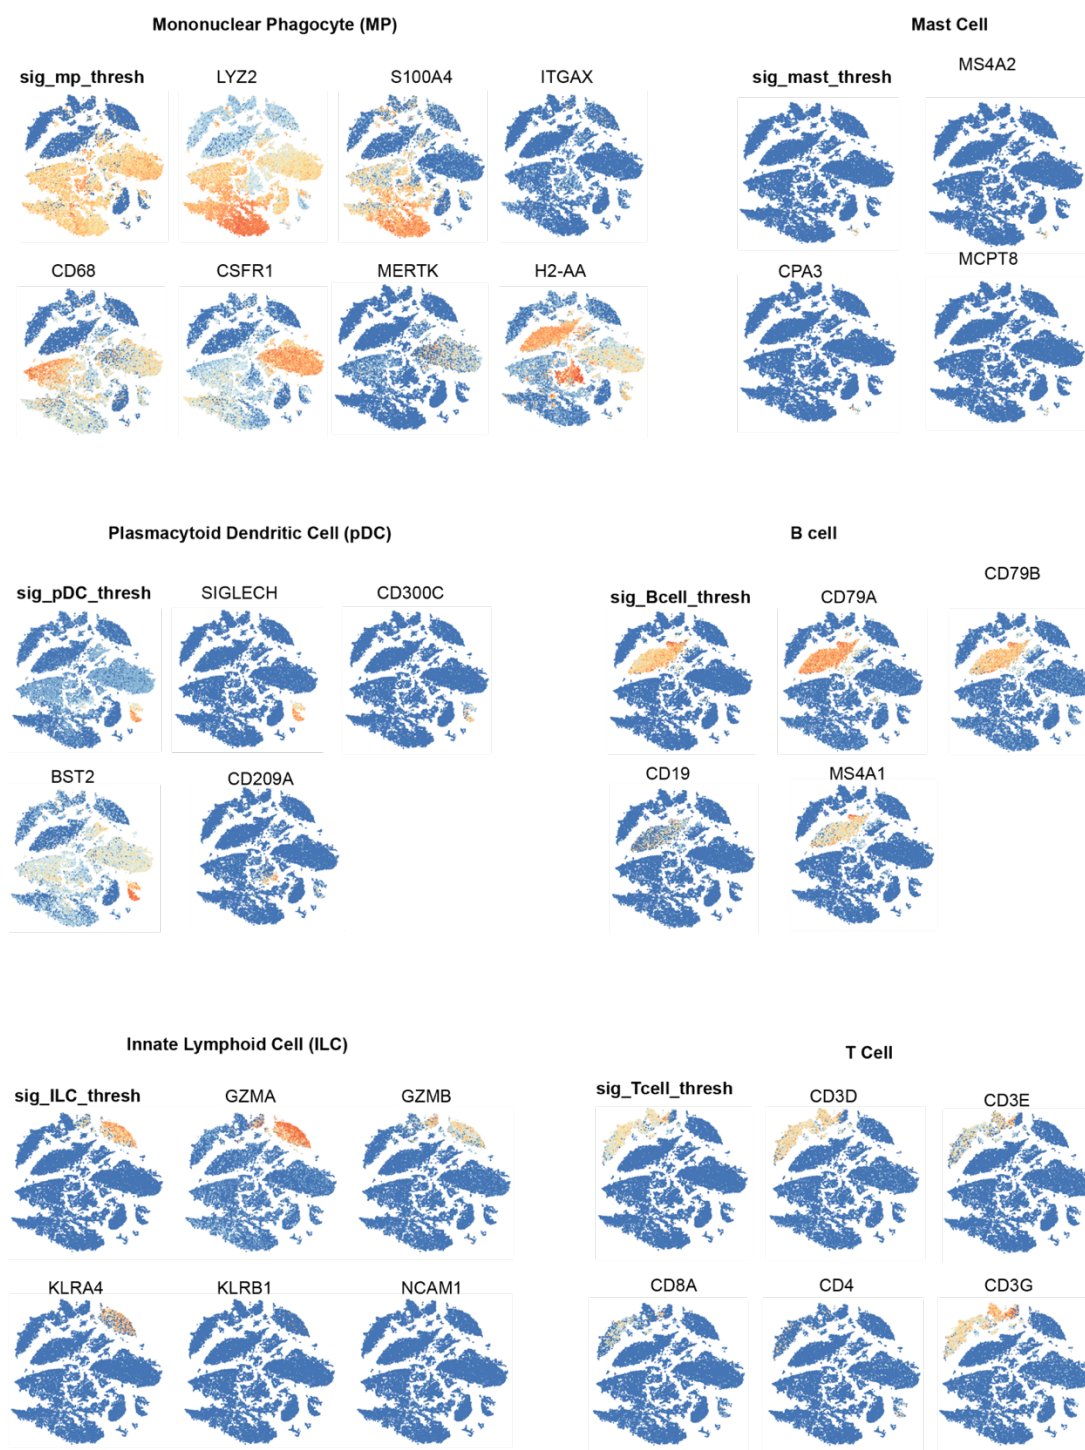 Mononuclear Phagocyte (MP)
sig_mp_thresh
LYZ2
S100A4
ITGAX
CD68
CSFR1
MERTK
H2-AA
Mast Cell
sig_mast_thresh
MS4A2
CPA3
MCPT8
Plasmacytoid Dendritic Cell (pDC)
sig_pDC_thresh
SIGLECH
CD300C
BST2
CD209A
B cell
sig_Bcell_thresh
CD79A
CD79B
CD19
MS4A1
Innate Lymphoid Cell (ILC)
sig_ILC_thresh
GZMA
GZMB
KLRA4
KLRB1
NCAM1
T Cell
sig_Tcell_thresh
CD3D
CD3E
CD8A
CD4
CD3G